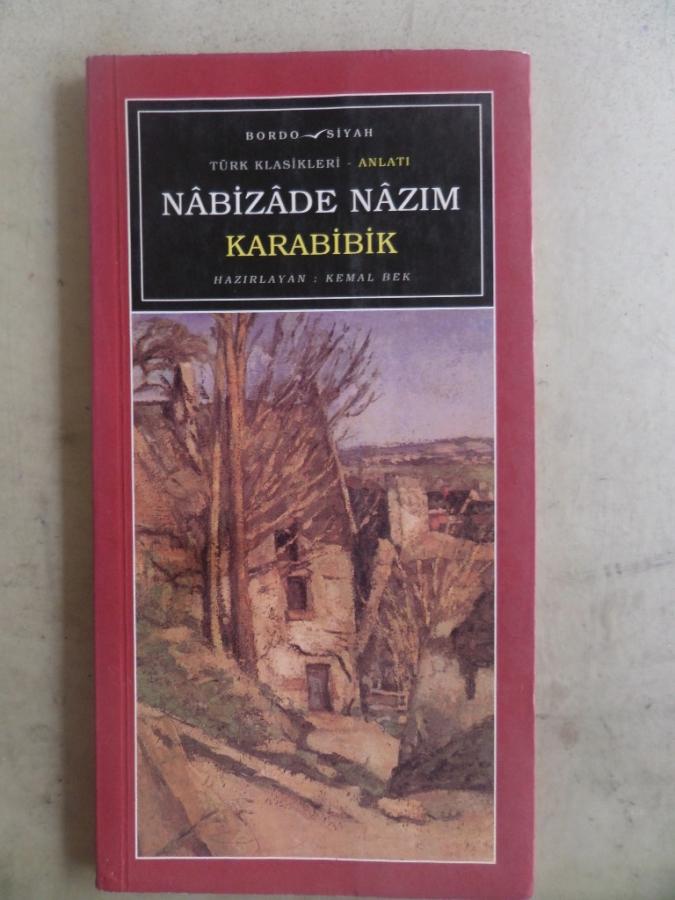 BORDO SİYAH
TÜRK KLASİKLERİ - ANLATI
NÂBİZÂDE NÂZIM
KARABİBİK
HAZIRLAYAN : KEMAL BEK